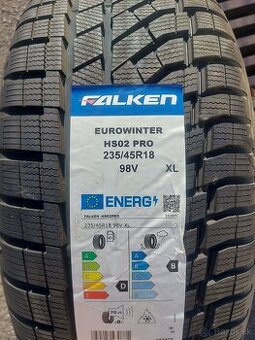 FALKEN
EUROWINTER
HS02 PRO
235/45R18
98V XL
ENERG
235/45R18 98V XL
A
B
C
D
E
B
D